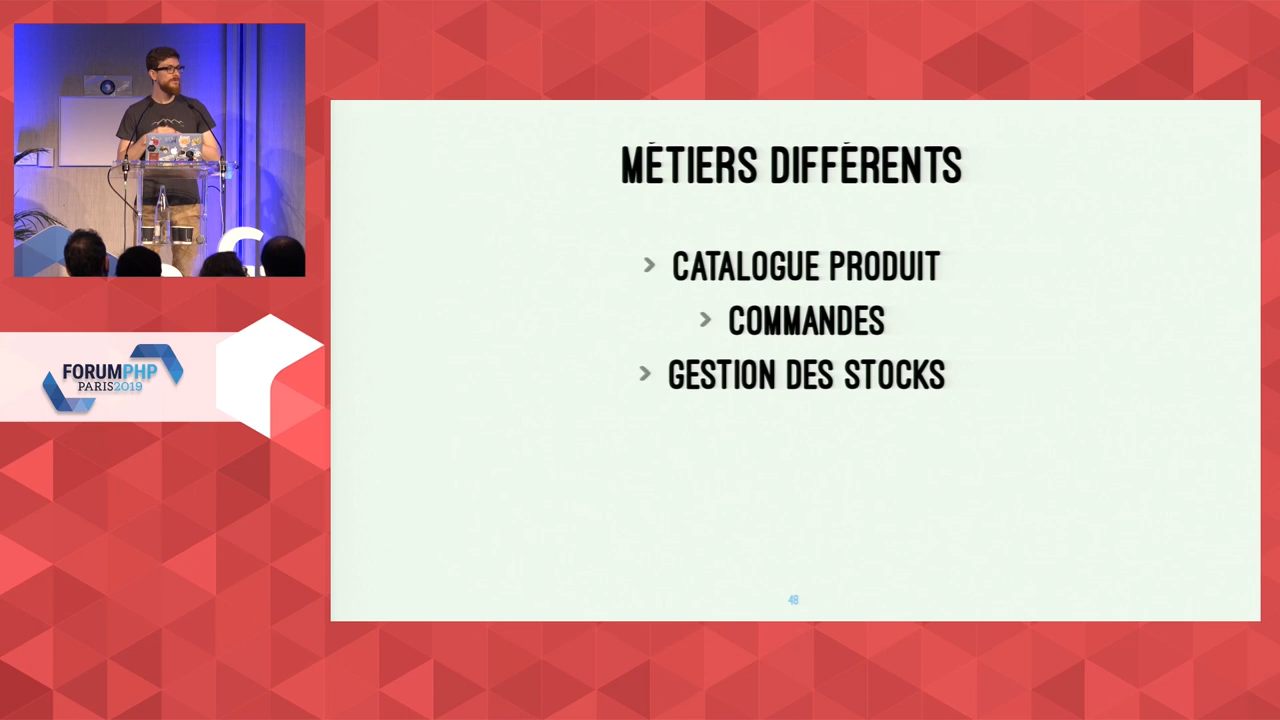 MÉTIERS DIFFÉRENTS
> CATALOGUE PRODUIT
> COMMANDES
> GESTION DES STOCKS
48
FORUMPHP
PARIS2019